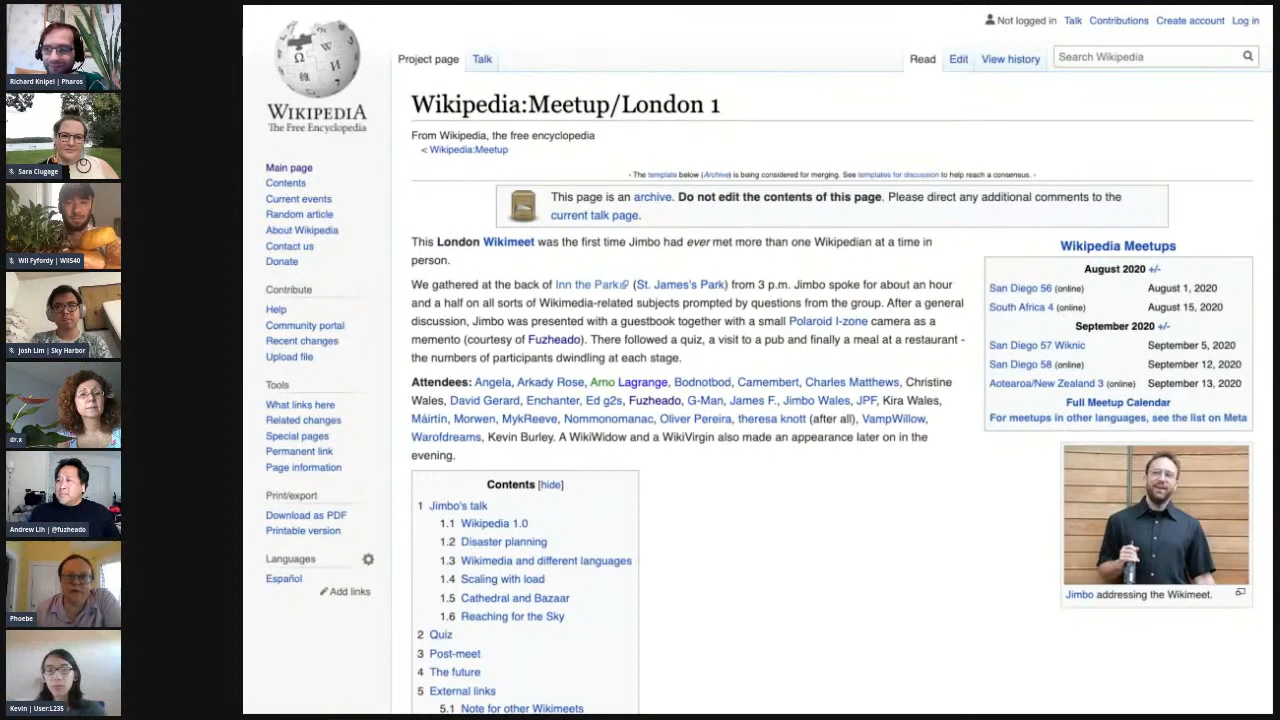 Richard Knipel | Pharos
Sara Clugage
Wil Fyfordy | Wil540
Josh Lim | Sky Harbor
dr.x
Andrew Lih | @fuzheado
Phoebe
Kevin | User:L235
WIKIPEDIA
The Free Encyclopedia
Main page
Contents
Current events
Random article
About Wikipedia
Contact us
Donate
Contribute
Help
Community portal
Recent changes
Upload file
Tools
What links here
Related changes
Special pages
Permanent link
Page information
Print/export
Download as PDF
Printable version
Languages
Español
Add links
Not logged in Talk Contributions Create account Log in
Project page Talk Read Edit View history Search Wikipedia
Wikipedia:Meetup/London 1
From Wikipedia, the free encyclopedia
< Wikipedia:Meetup
‹ The template below (Archive) is being considered for merging. See templates for discussion to help reach a consensus. ›
This page is an archive. Do not edit the contents of this page. Please direct any additional comments to the
current talk page.
This London Wikimeet was the first time Jimbo had ever met more than one Wikipedian at a time in
person.
We gathered at the back of Inn the Park (St. James's Park) from 3 p.m. Jimbo spoke for about an hour
and a half on all sorts of Wikimedia-related subjects prompted by questions from the group. After a general
discussion, Jimbo was presented with a guestbook together with a small Polaroid I-zone camera as a
memento (courtesy of Fuzheado). There followed a quiz, a visit to a pub and finally a meal at a restaurant -
the numbers of participants dwindling at each stage.
Attendees: Angela, Arkady Rose, Arno Lagrange, Bodnotbod, Camembert, Charles Matthews, Christine
Wales, David Gerard, Enchanter, Ed g2s, Fuzheado, G-Man, James F., Jimbo Wales, JPF, Kira Wales,
Máirtín, Morwen, MykReeve, Nommonomanac, Oliver Pereira, theresa knott (after all), VampWillow,
Warofdreams, Kevin Burley. A WikiWidow and a WikiVirgin also made an appearance later on in the
evening.
Contents [hide]
1 Jimbo's talk
1.1 Wikipedia 1.0
1.2 Disaster planning
1.3 Wikimedia and different languages
1.4 Scaling with load
1.5 Cathedral and Bazaar
1.6 Reaching for the Sky
2 Quiz
3 Post-meet
4 The future
5 External links
5.1 Note for other Wikimeets
Wikipedia Meetups
August 2020 +/-
San Diego 56 (online) August 1, 2020
South Africa 4 (online) August 15, 2020
September 2020 +/-
San Diego 57 Wiknic September 5, 2020
San Diego 58 (online) September 12, 2020
Aotearoa/New Zealand 3 (online) September 13, 2020
Full Meetup Calendar
For meetups in other languages, see the list on Meta
Jimbo addressing the Wikimeet.